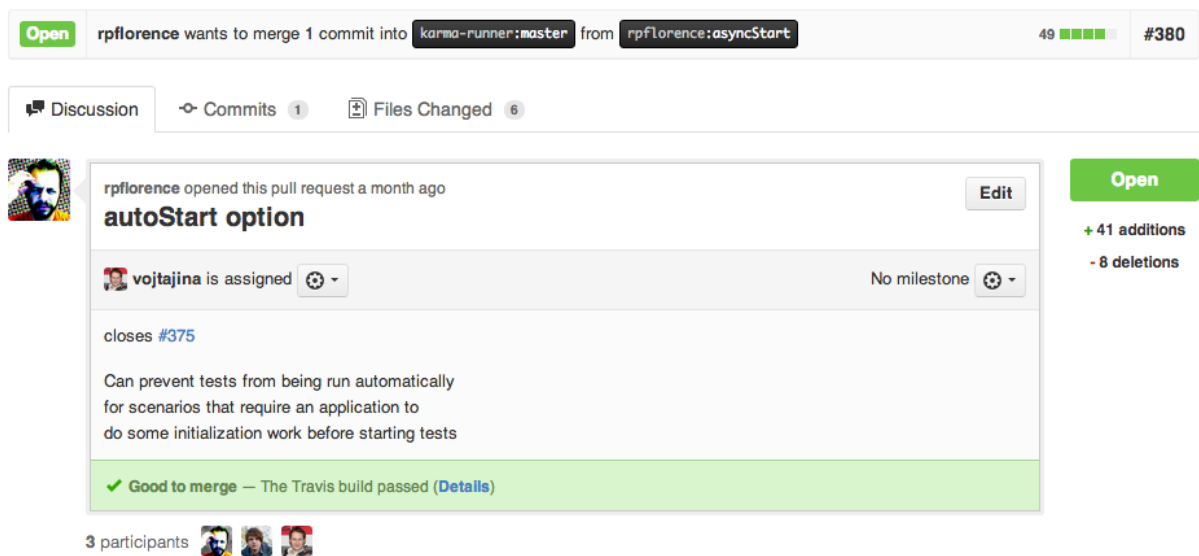 Open rpflorence wants to merge 1 commit into karma-runner:master from rpflorence:asyncStart 49 #380
Discussion Commits 1 Files Changed 6
rpflorence opened this pull request a month ago
Edit
autoStart option
Open
+ 41 additions
- 8 deletions
vojtajina is assigned
No milestone
closes #375
Can prevent tests from being run automatically
for scenarios that require an application to
do some initialization work before starting tests
✔ Good to merge — The Travis build passed (Details)
3 participants